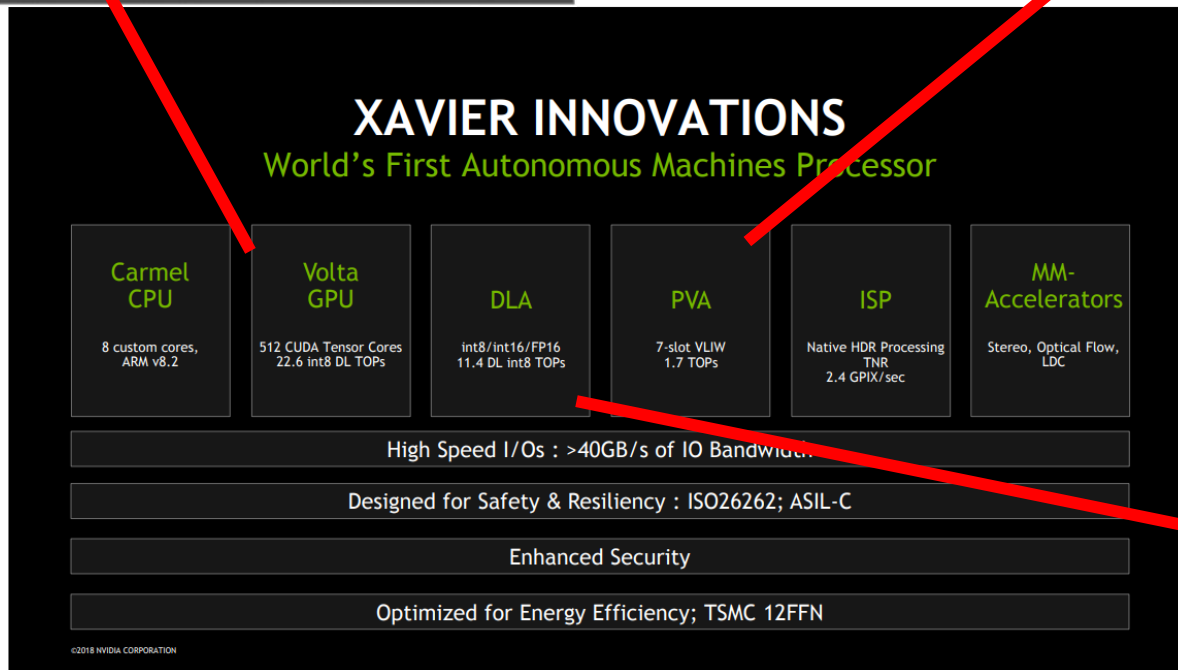 XAVIER INNOVATIONS
World's First Autonomous Machines Processor
Carmel
CPU
8 custom cores,
ARM v8.2
Volta
GPU
512 CUDA Tensor Cores
22.6 int8 DL TOPs
DLA
int8/int16/FP16
11.4 DL int8 TOPs
PVA
7-slot VLIW
1.7 TOPs
ISP
Native HDR Processing
TNR
2.4 GPIX/sec
MM-
Accelerators
Stereo, Optical Flow,
LDC
High Speed I/Os : >40GB/s of IO Bandwidth
Designed for Safety & Resiliency : ISO26262; ASIL-C
Enhanced Security
Optimized for Energy Efficiency; TSMC 12FFN
©2018 NVIDIA CORPORATION